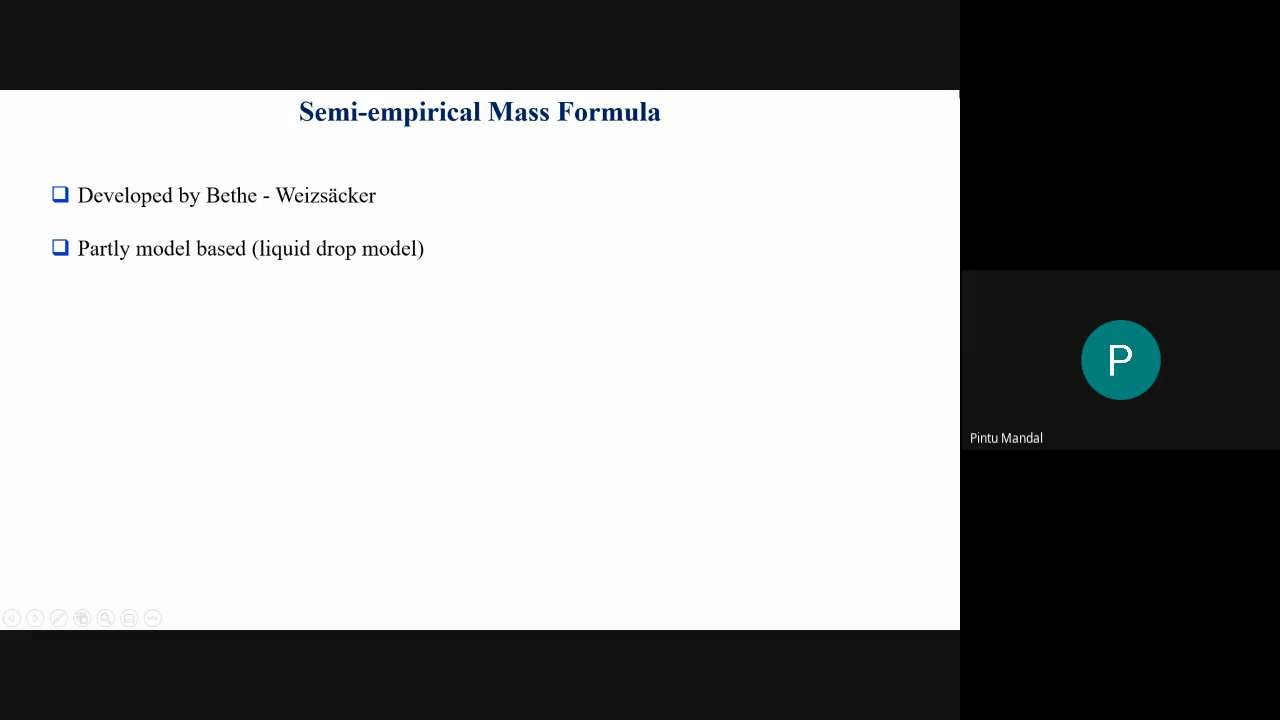 Semi-empirical Mass Formula
Developed by Bethe - Weizsäcker
Partly model based (liquid drop model)
P
Pintu Mandal